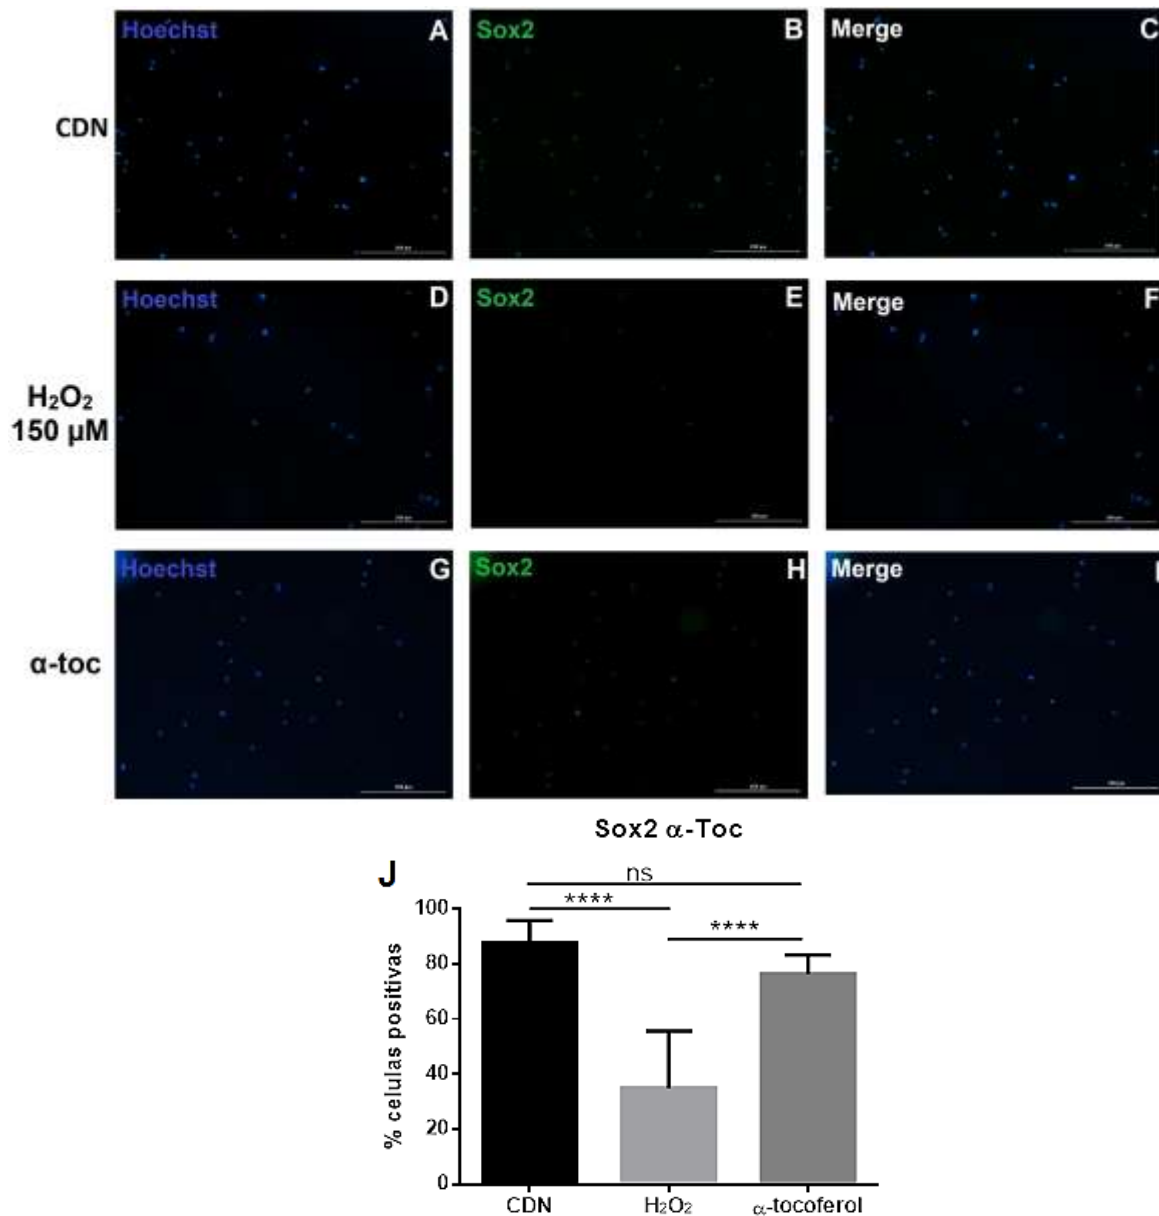 Hoechst A Sox2 B Merge C
CDN
Hoechst D Sox2 E Merge F
H₂O₂
150 µM
Hoechst G Sox2 H Merge I
α-toc
Sox2 α-Toc
J
ns
****
****
100
80
60
40
20
0
% celulas positivas
CDN H₂O₂ α-tocoferol